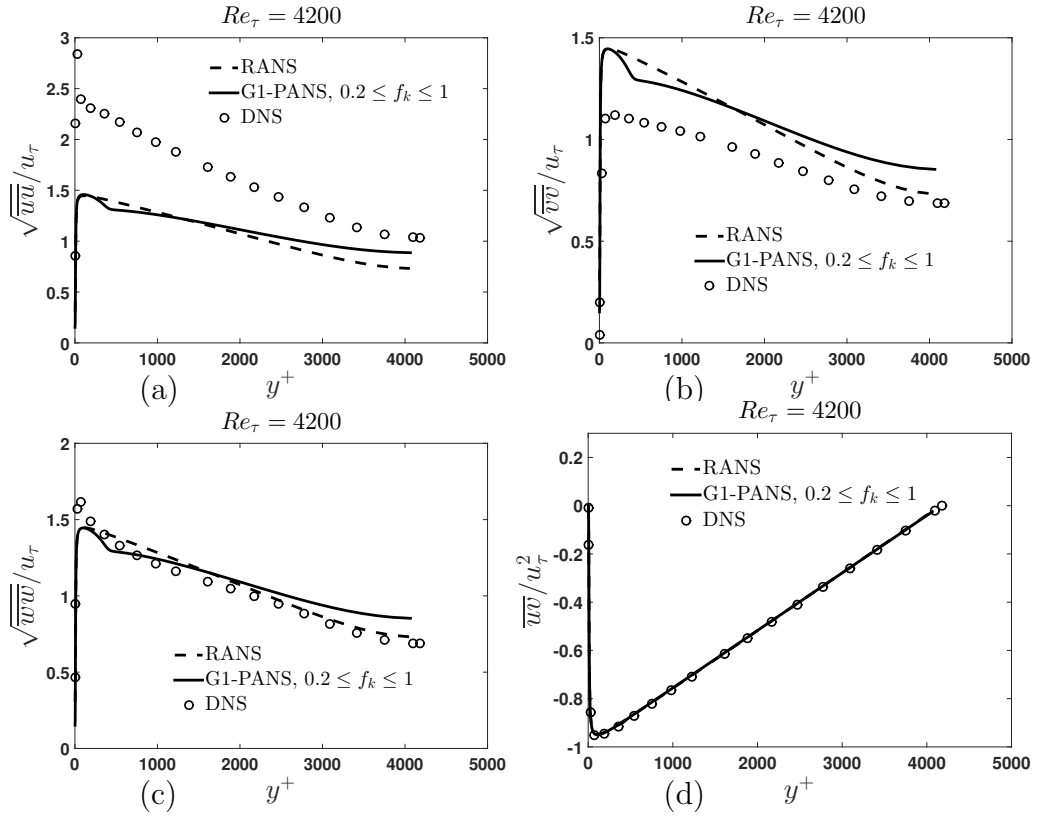 Re_τ = 4200
3
2.5
2
1.5
1
0.5
0
0 1000 2000 3000 4000 5000
√uu/u_τ
y⁺
RANS
G1-PANS, 0.2 ≤ f_k ≤ 1
DNS
(a)
Re_τ = 4200
1.5
1
0.5
0
0 1000 2000 3000 4000 5000
√vv/u_τ
y⁺
RANS
G1-PANS, 0.2 ≤ f_k ≤ 1
DNS
(b)
Re_τ = 4200
2
1.5
1
0.5
0
0 1000 2000 3000 4000 5000
√ww/u_τ
y⁺
RANS
G1-PANS, 0.2 ≤ f_k ≤ 1
DNS
(c)
Re_τ = 4200
0.2
0
-0.2
-0.4
-0.6
-0.8
-1
0 1000 2000 3000 4000 5000
uv/u_τ²
y⁺
RANS
G1-PANS, 0.2 ≤ f_k ≤ 1
DNS
(d)